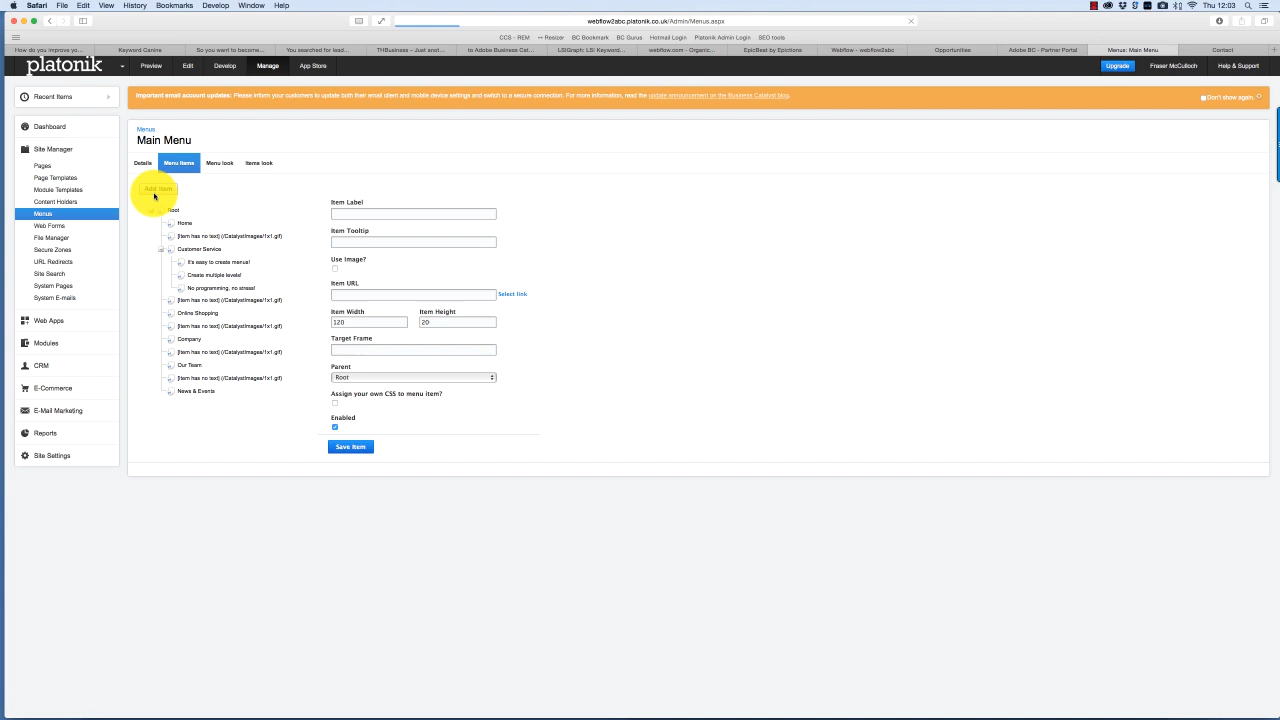 Safari File Edit View History Bookmarks Develop Window Help Thu 12:03
webflow2abc.platonik.co.uk/Admin/Menus.aspx
CCS - REM ↔ Resizer BC Bookmark BC Gurus Hotmail Login Platonik Admin Login SEO tools
How do you improve yo... Keyword Canine So you want to became... You searched for lead... THBusiness – Just anot... to Adobe Business Cat... LSIGraph: LSI Keyword... webflow.com - Organic... EpicBeat by Epictions Webflow - webflow2abc Opportunities Adobe BC - Partner Portal Menus: Main Menu Contact
platonik Preview Edit Develop Manage App Store Upgrade Fraser McCulloch Help & Support
Recent Items
Important email account updates: Please inform your customers to update both their email client and mobile device settings and switch to a secure connection. For more information, read the update announcement on the Business Catalyst blog. Don't show again.
Dashboard
Site Manager
Pages
Page Templates
Module Templates
Content Holders
Menus
Web Forms
File Manager
Secure Zones
URL Redirects
Site Search
System Pages
System E-mails
Web Apps
Modules
CRM
E-Commerce
E-Mail Marketing
Reports
Site Settings
Menus
Main Menu
Details Menu Items Menu look Items look
Add Item
Root
Home
[Item has no text] (/CatalystImages/1x1.gif)
Customer Service
It's easy to create menus!
Create multiple levels!
No programming, no stress!
[Item has no text] (/CatalystImages/1x1.gif)
Online Shopping
[Item has no text] (/CatalystImages/1x1.gif)
Company
[Item has no text] (/CatalystImages/1x1.gif)
Our Team
[Item has no text] (/CatalystImages/1x1.gif)
News & Events
Item Label
Item Tooltip
Use Image?
Item URL
Select link
Item Width Item Height
120 20
Target Frame
Parent
Root
Assign your own CSS to menu item?
Enabled
Save Item